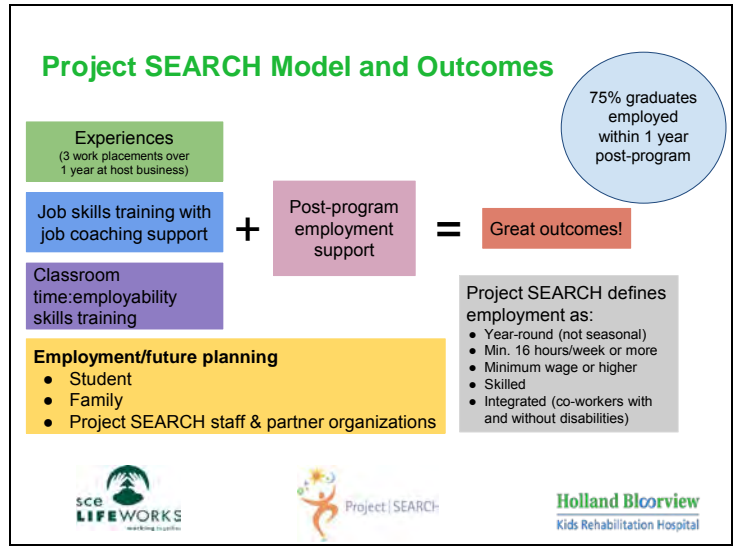 Project SEARCH Model and Outcomes
75% graduates
employed
within 1 year
post-program
Experiences
(3 work placements over
1 year at host business)
Job skills training with
job coaching support
+
Post-program
employment
support
=
Great outcomes!
Classroom
time:employability
skills training
Project SEARCH defines
employment as:
● Year-round (not seasonal)
● Min. 16 hours/week or more
● Minimum wage or higher
● Skilled
● Integrated (co-workers with
and without disabilities)
Employment/future planning
● Student
● Family
● Project SEARCH staff & partner organizations
sce
LIFEWORKS
working together
Project|SEARCH
Holland Bloorview
Kids Rehabilitation Hospital